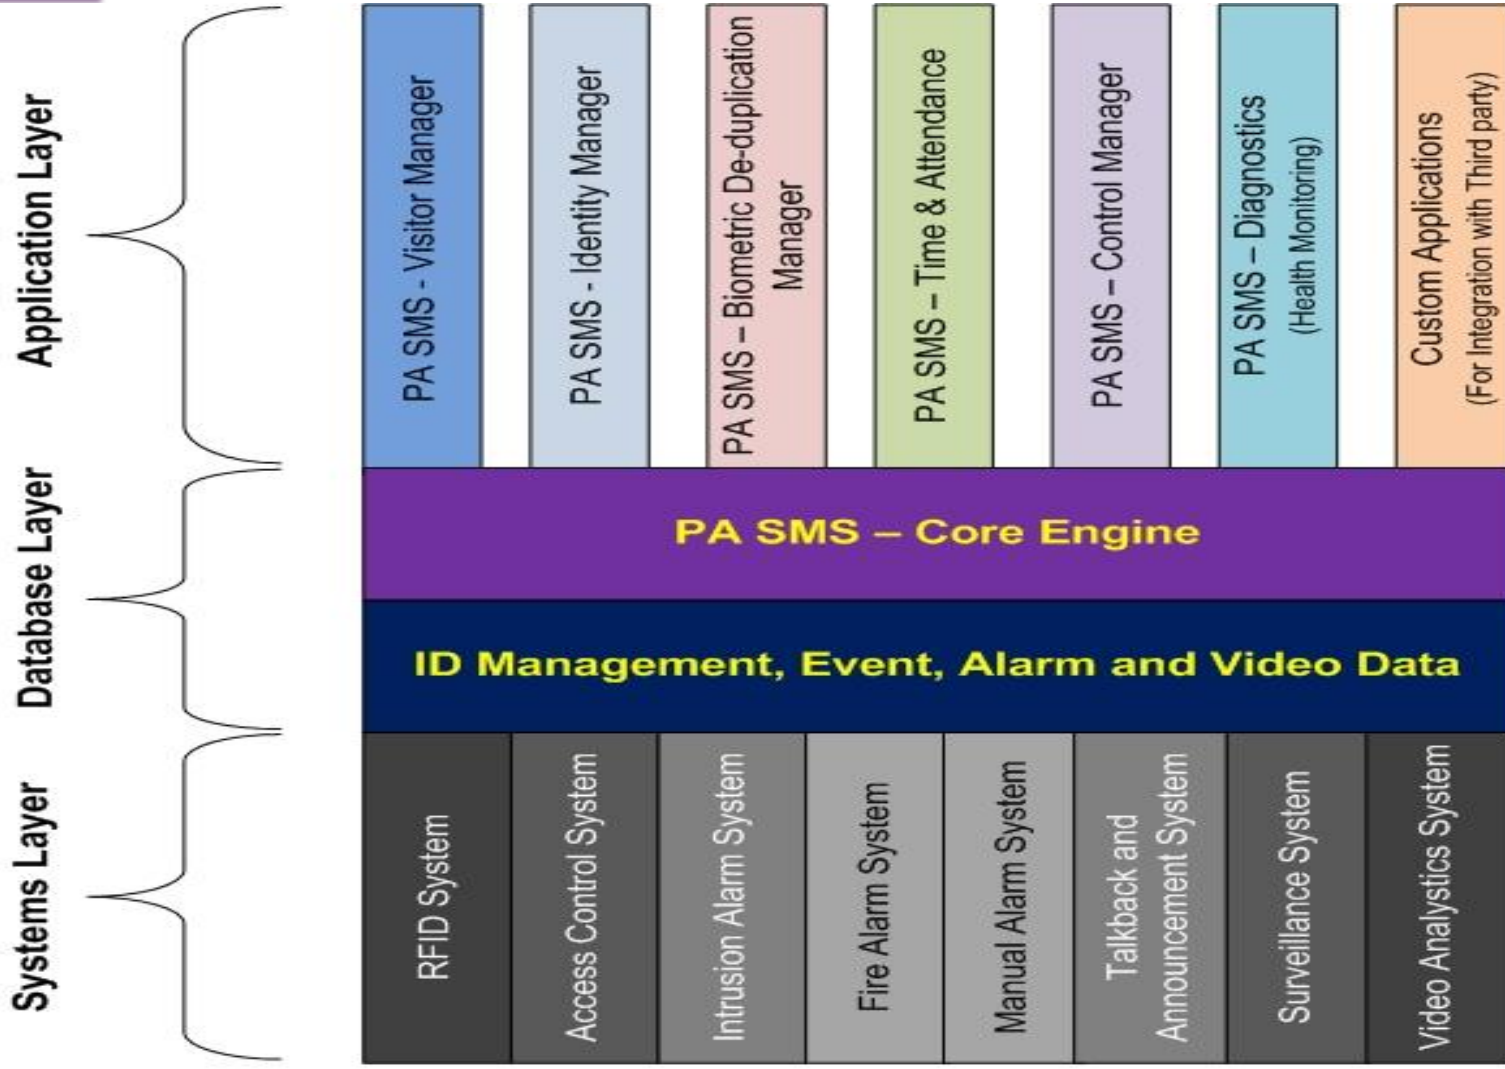 Application Layer
PA SMS - Visitor Manager
PA SMS - Identity Manager
PA SMS – Biometric De-duplication
Manager
PA SMS – Time & Attendance
PA SMS – Control Manager
PA SMS – Diagnostics
(Health Monitoring)
Custom Applications
(For Integration with Third party)
Database Layer
PA SMS – Core Engine
ID Management, Event, Alarm and Video Data
Systems Layer
RFID System
Access Control System
Intrusion Alarm System
Fire Alarm System
Manual Alarm System
Talkback and
Announcement System
Surveillance System
Video Analystics System